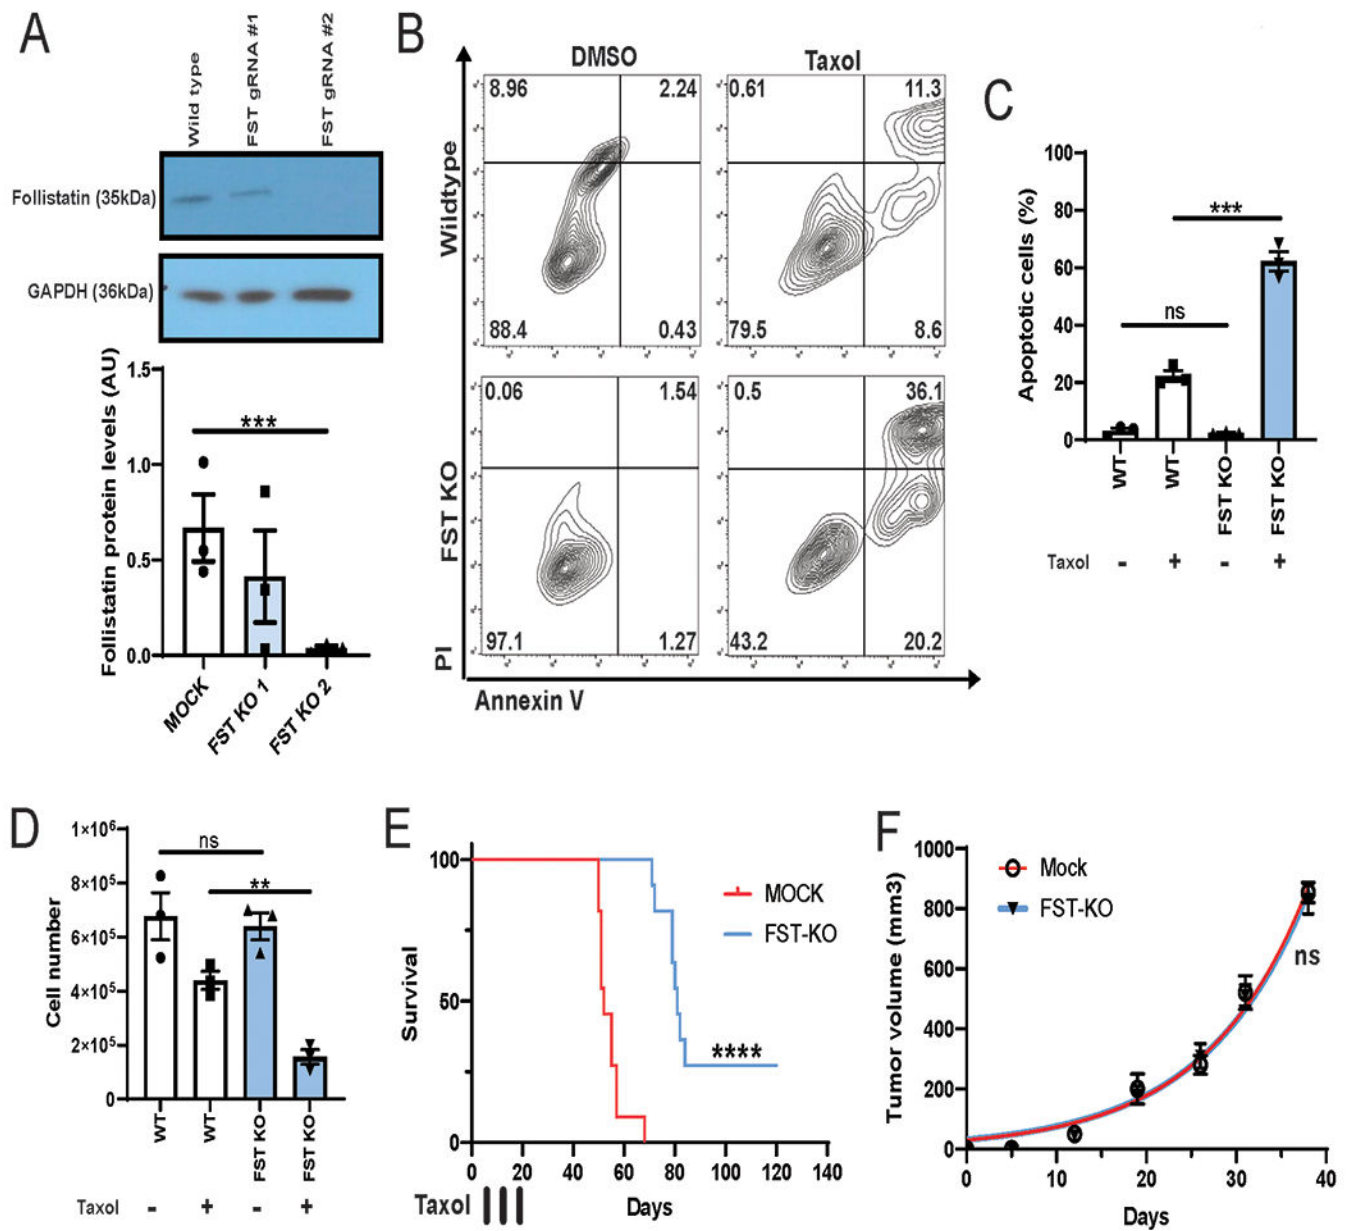 A
Wild type
FST gRNA #1
FST gRNA #2
Follistatin (35kDa)
GAPDH (36kDa)
Follistatin protein levels (AU)
1.5
1.0
0.5
0.0
***
MOCK
FST KO 1
FST KO 2
B
DMSO
Taxol
Wildtype
8.96
2.24
88.4
0.43
0.61
11.3
79.5
8.6
FST KO
0.06
1.54
97.1
1.27
0.5
36.1
43.2
20.2
PI
Annexin V
C
Apoptotic cells (%)
100
80
60
40
20
0
***
ns
WT
WT
FST KO
FST KO
Taxol - + - +
D
Cell number
1×10⁶
8×10⁵
6×10⁵
4×10⁵
2×10⁵
0
ns
**
WT
WT
FST KO
FST KO
Taxol - + - +
E
Survival
100
50
0
MOCK
FST-KO
****
0 20 40 60 80 100 120 140
Taxol
Days
F
Tumor volume (mm3)
1000
800
600
400
200
0
Mock
FST-KO
ns
0 10 20 30 40
Days